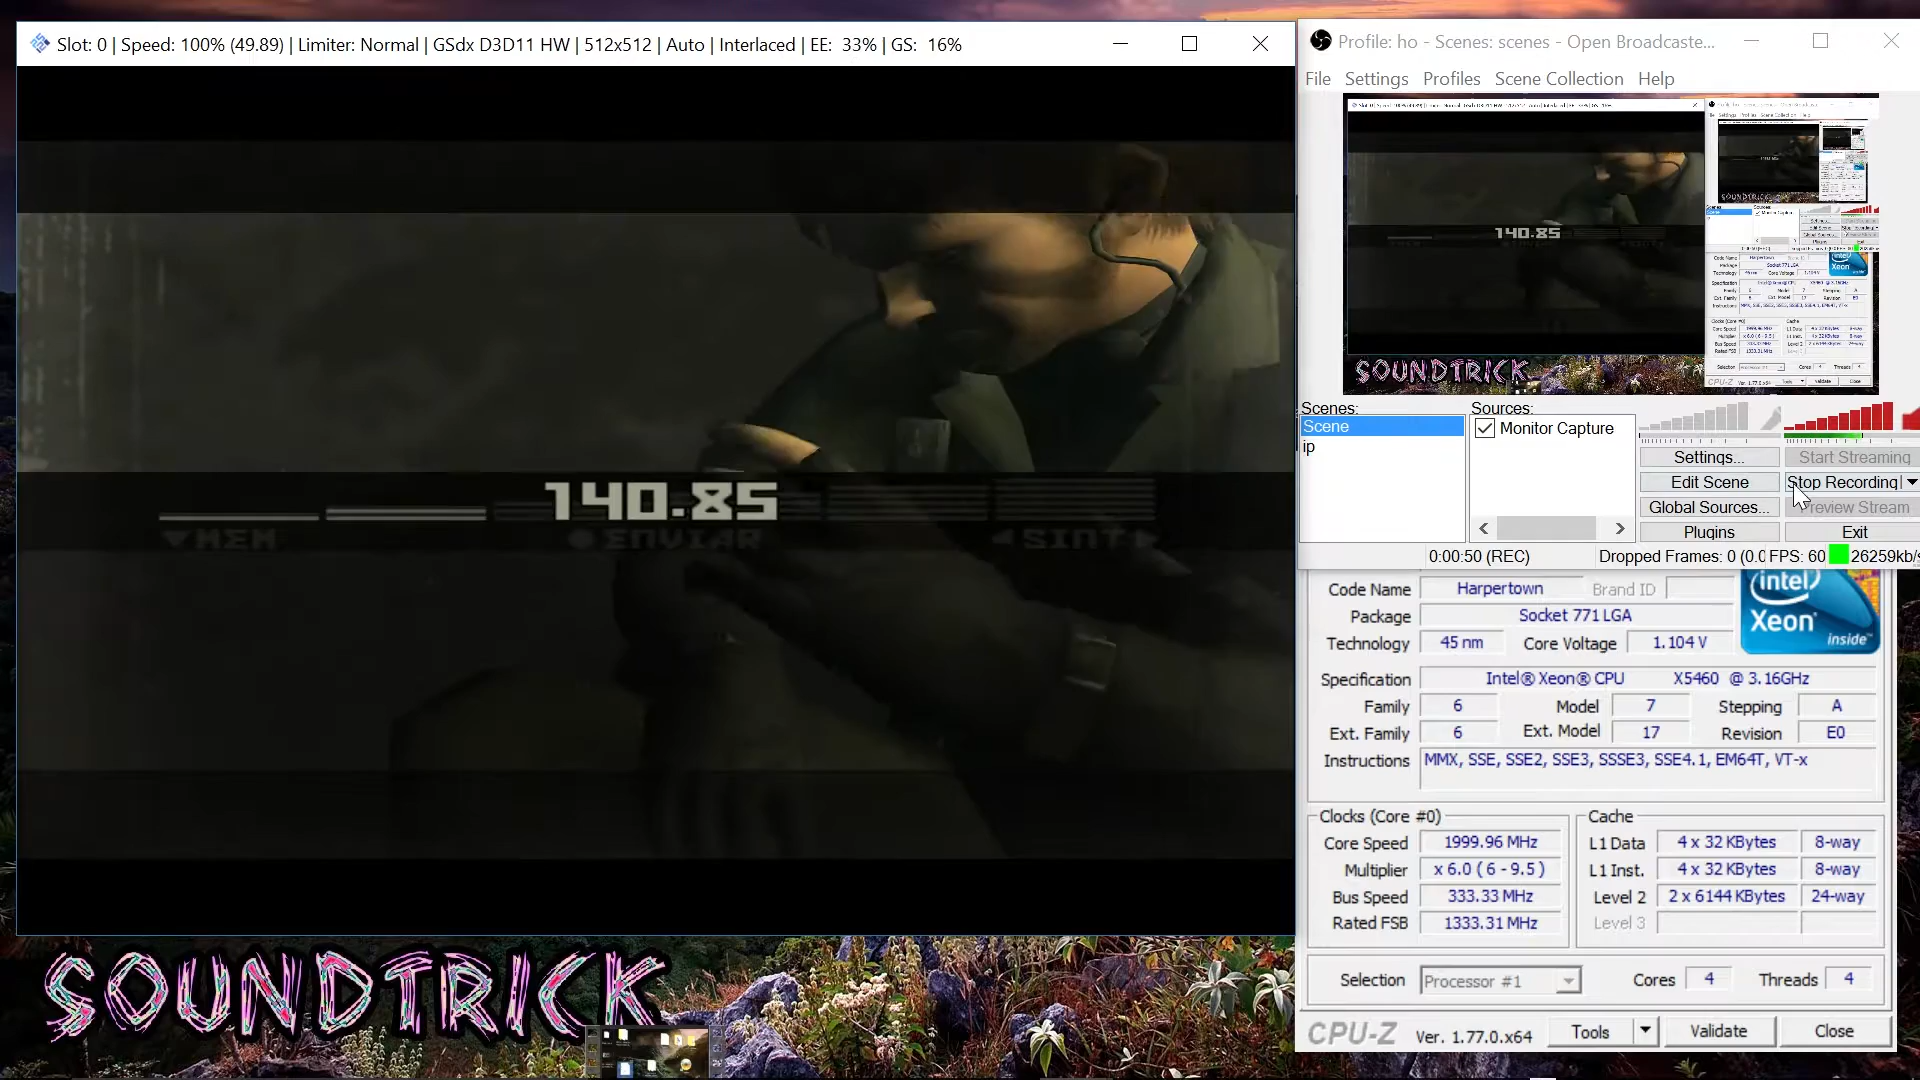 Slot: 0 | Speed: 100% (49.89) | Limiter: Normal | GSdx D3D11 HW | 512x512 | Auto | Interlaced | EE: 33% | GS: 16%
140.85
MEM
ENVIAR
SINT
SOUNDTRICK
Profile: ho - Scenes: scenes - Open Broadcaste...
File Settings Profiles Scene Collection Help
140.85
SOUNDTRICK
Scenes:
Scene
ip
Sources:
Monitor Capture
Settings...
Start Streaming
Edit Scene
Stop Recording
Global Sources...
Preview Stream
Plugins
Exit
0:00:50 (REC)
Dropped Frames: 0 (0.0
FPS: 60
26259kb/s
Code Name Harpertown Brand ID
Package Socket 771 LGA
Technology 45 nm Core Voltage 1.104 V
intel
Xeon
inside™
Specification Intel® Xeon® CPU X5460 @ 3.16GHz
Family 6 Model 7 Stepping A
Ext. Family 6 Ext. Model 17 Revision E0
Instructions MMX, SSE, SSE2, SSE3, SSSE3, SSE4.1, EM64T, VT-x
Clocks (Core #0)
Core Speed 1999.96 MHz
Multiplier x 6.0 ( 6 - 9.5 )
Bus Speed 333.33 MHz
Rated FSB 1333.31 MHz
Cache
L1 Data 4 x 32 KBytes 8-way
L1 Inst. 4 x 32 KBytes 8-way
Level 2 2 x 6144 KBytes 24-way
Level 3
Selection Processor #1 Cores 4 Threads 4
CPU-Z Ver. 1.77.0.x64 Tools Validate Close